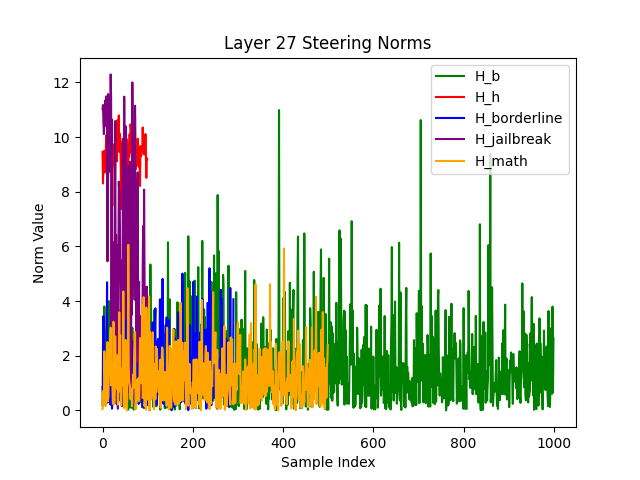 Layer 27 Steering Norms
H_b
H_h
H_borderline
H_jailbreak
H_math
Norm Value
12
10
8
6
4
2
0
0 200 400 600 800 1000
Sample Index